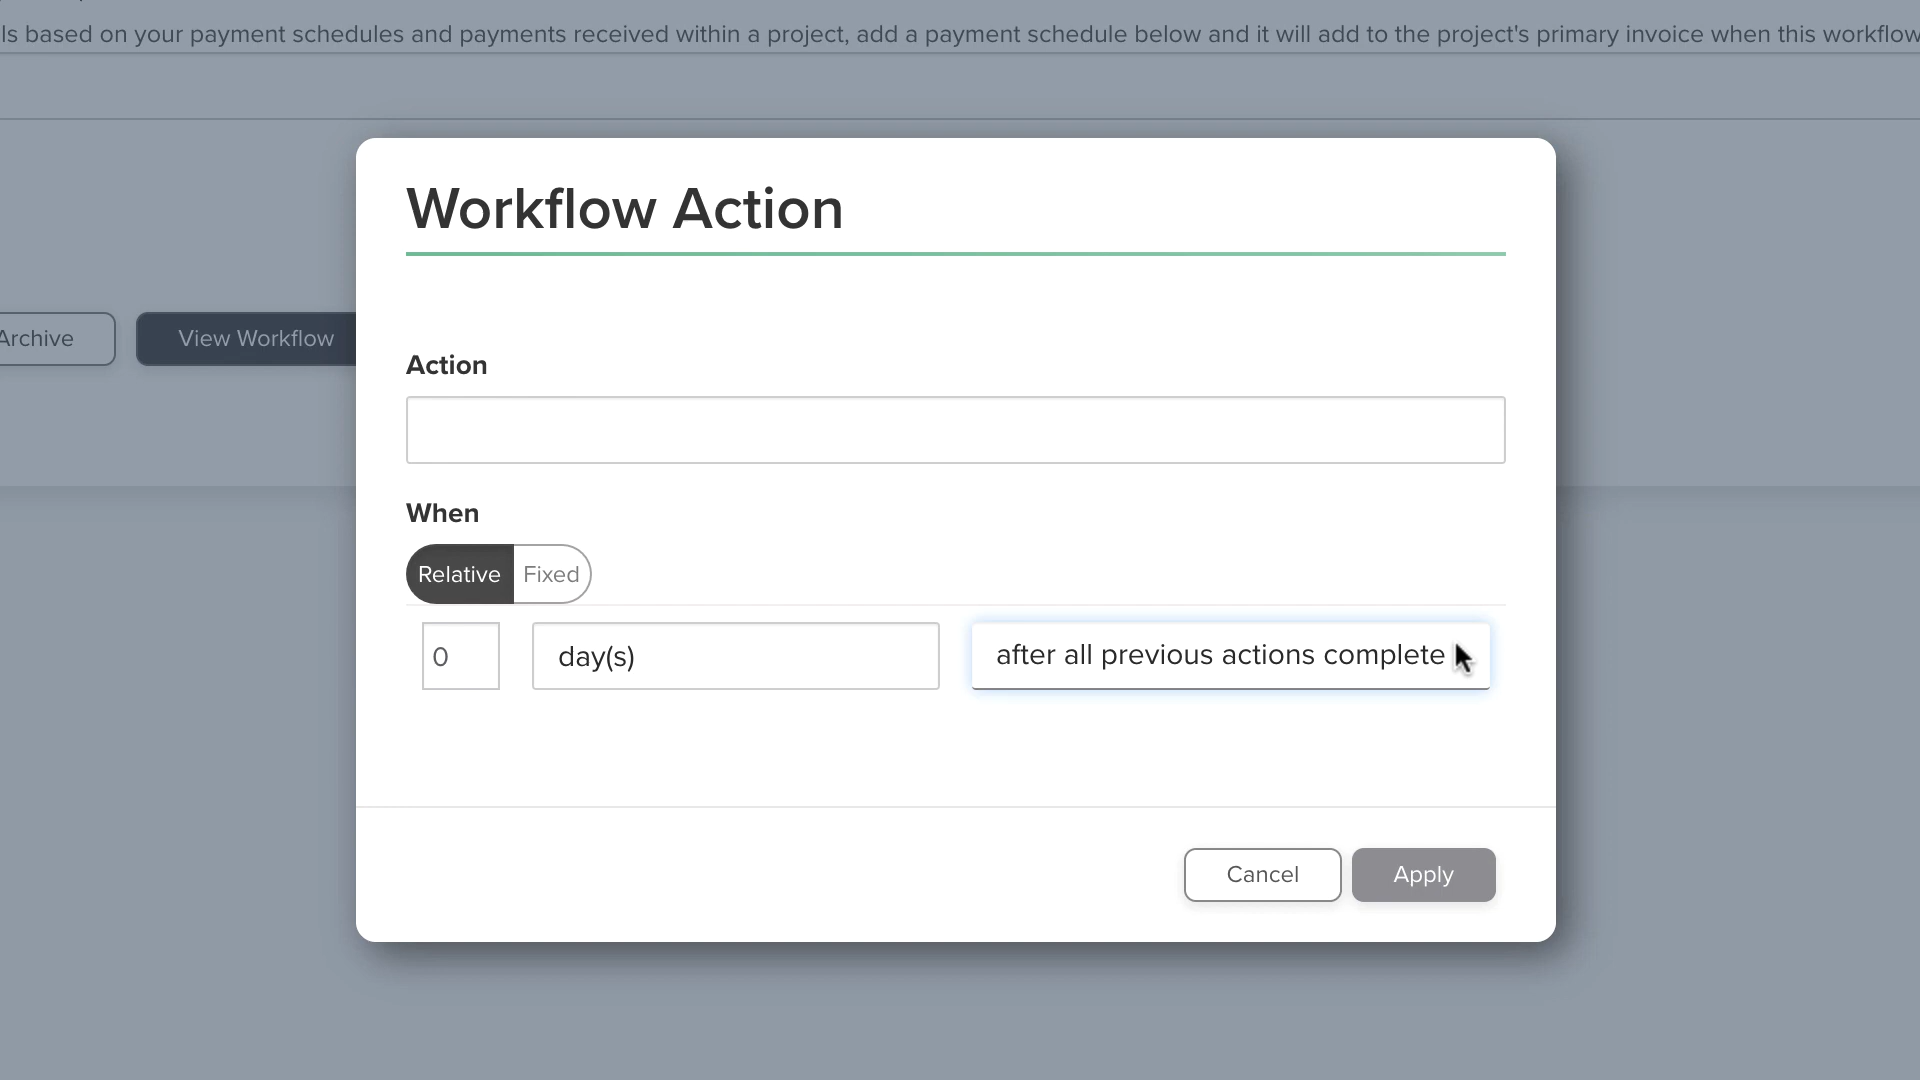 ls based on your payment schedules and payments received within a project, add a payment schedule below and it will add to the project's primary invoice when this workflow
Workflow Action
Archive
View Workflow
Action
When
Relative Fixed
0 day(s) after all previous actions complete
Cancel Apply